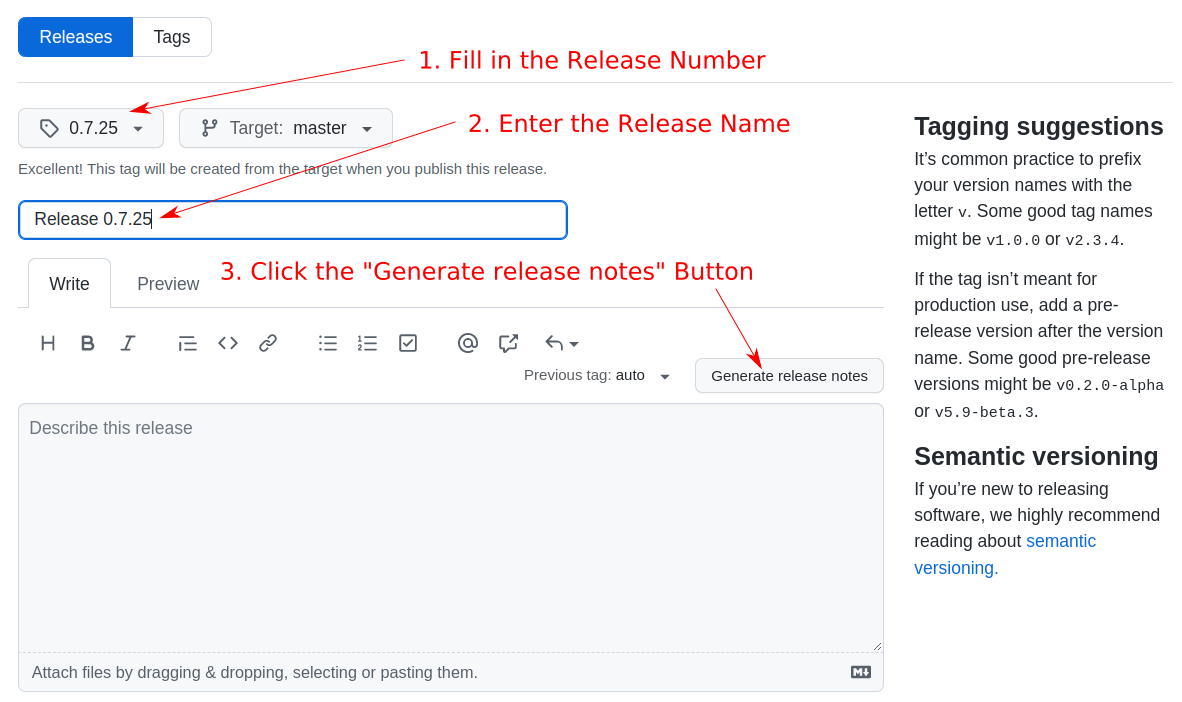 Releases Tags
1. Fill in the Release Number
0.7.25
Target: master
2. Enter the Release Name
Excellent! This tag will be created from the target when you publish this release.
Release 0.7.25
Write Preview
3. Click the "Generate release notes" Button
H B I
Previous tag: auto
Generate release notes
Describe this release
Attach files by dragging & dropping, selecting or pasting them.
M
Tagging suggestions
It’s common practice to prefix
your version names with the
letter v. Some good tag names
might be v1.0.0 or v2.3.4.
If the tag isn’t meant for
production use, add a pre-
release version after the version
name. Some good pre-release
versions might be v0.2.0-alpha
or v5.9-beta.3.
Semantic versioning
If you’re new to releasing
software, we highly recommend
reading about semantic
versioning.